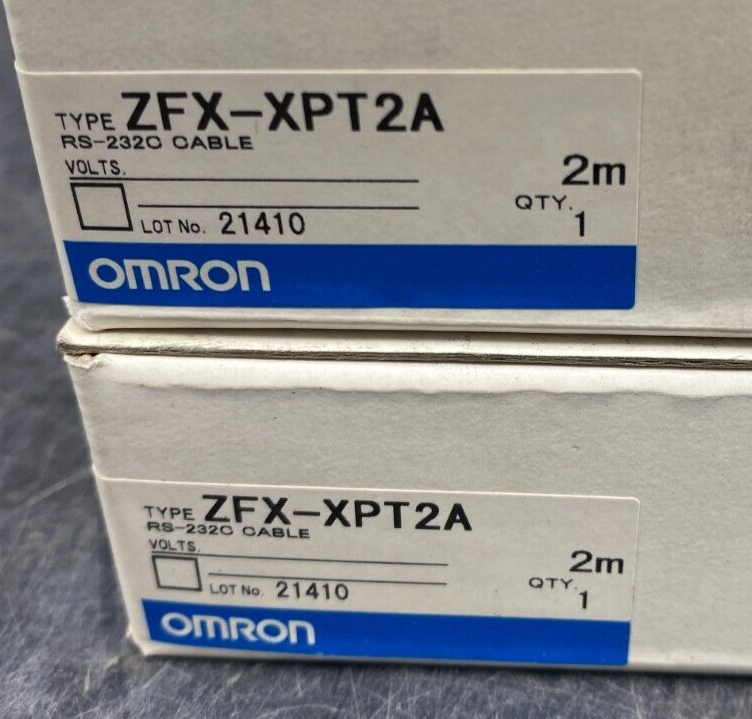 TYPE ZFX-XPT2A
RS-232C CABLE
VOLTS.
2m
QTY.
LOT No. 21410
1
OMRON
TYPE ZFX-XPT2A
RS-232C CABLE
VOLTS.
2m
QTY.
LOT No. 21410
1
OMRON